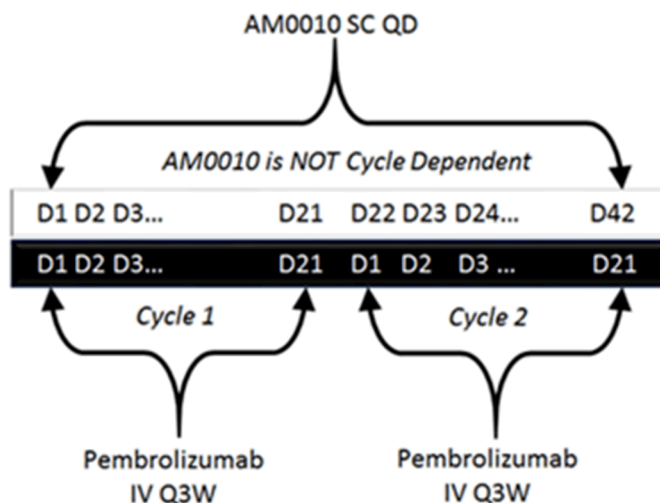 AM0010 SC QD
AM0010 is NOT Cycle Dependent
D1 D2 D3... D21 D22 D23 D24... D42
D1 D2 D3... D21 D1 D2 D3 ... D21
Cycle 1 Cycle 2
Pembrolizumab Pembrolizumab
IV Q3W IV Q3W